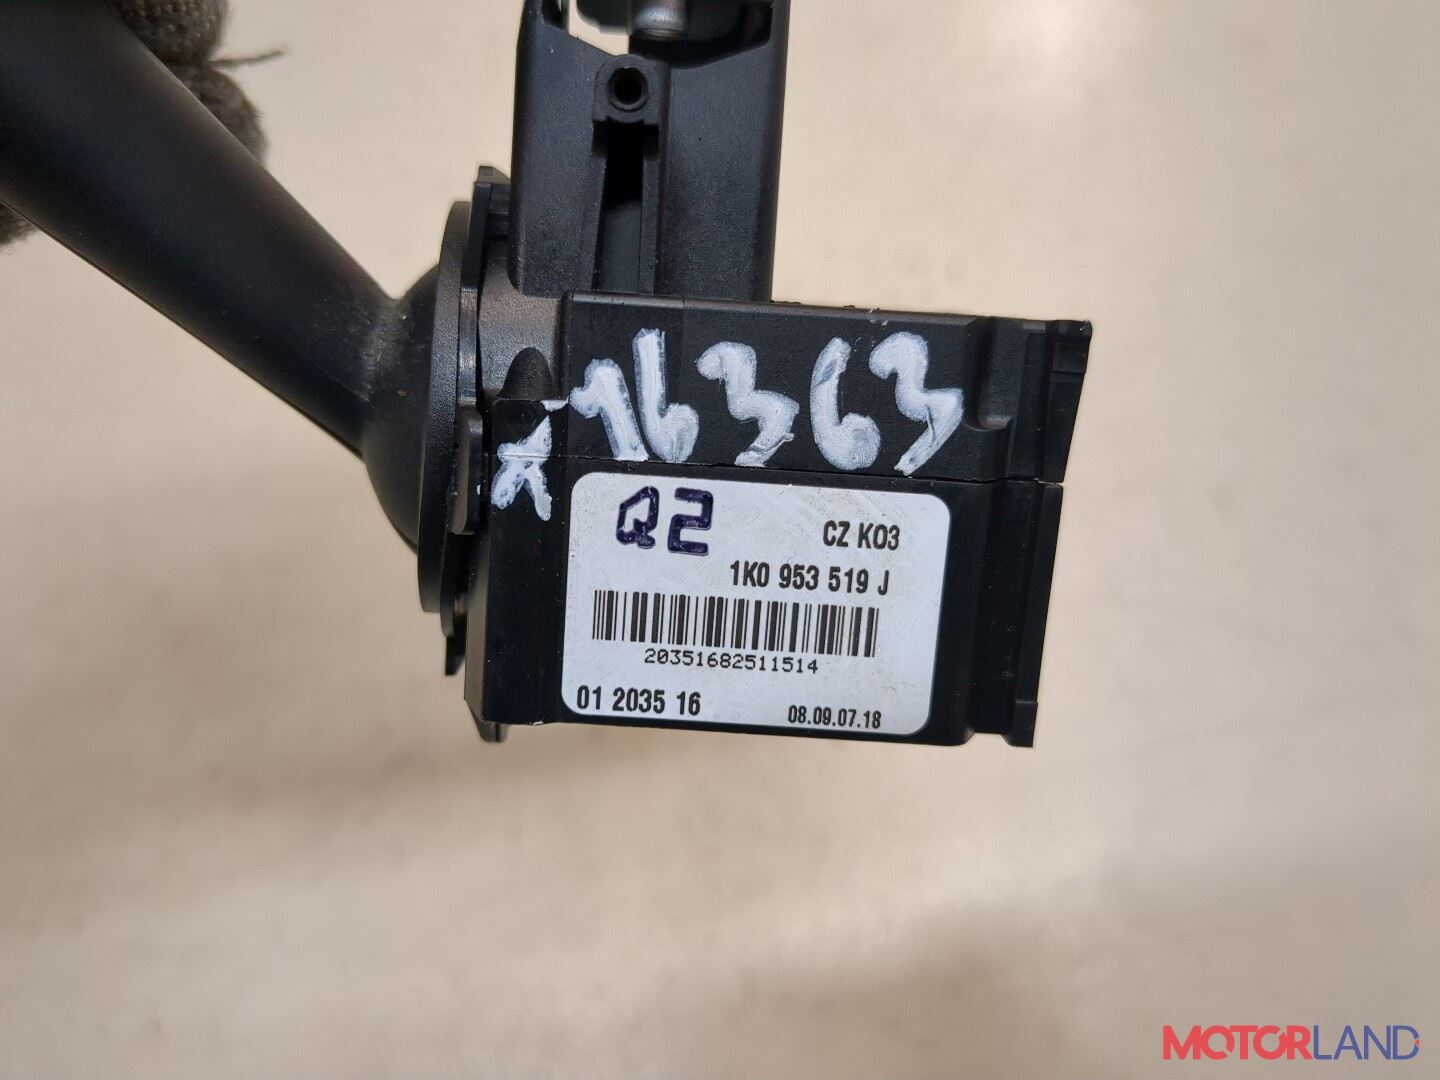 x 16363
Q2
CZ K03
1K0 953 519 J
20351682511514
01 2035 16
08.09.07.18
MOTORLAND